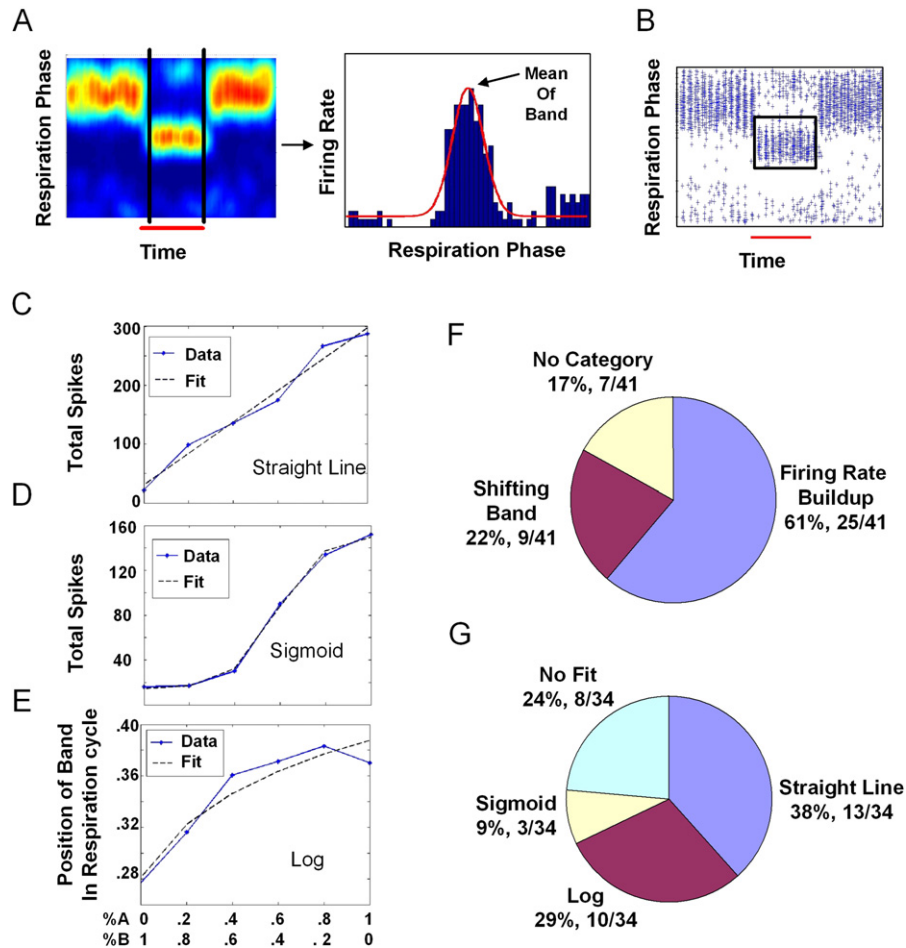 A
Respiration Phase
Time
Firing Rate
Mean
Of
Band
Respiration Phase
B
Respiration Phase
Time
C
Total Spikes
300
200
100
0
Data
Fit
Straight Line
D
Total Spikes
160
120
80
40
Data
Fit
Sigmoid
E
Position of Band
In Respiration cycle
.40
.36
.32
.28
Data
Fit
Log
%A 0 .2 .4 .6 .8 1
%B 1 .8 .6 .4 .2 0
F
No Category
17%, 7/41
Shifting
Band
22%, 9/41
Firing Rate
Buildup
61%, 25/41
G
No Fit
24%, 8/34
Sigmoid
9%, 3/34
Straight Line
38%, 13/34
Log
29%, 10/34